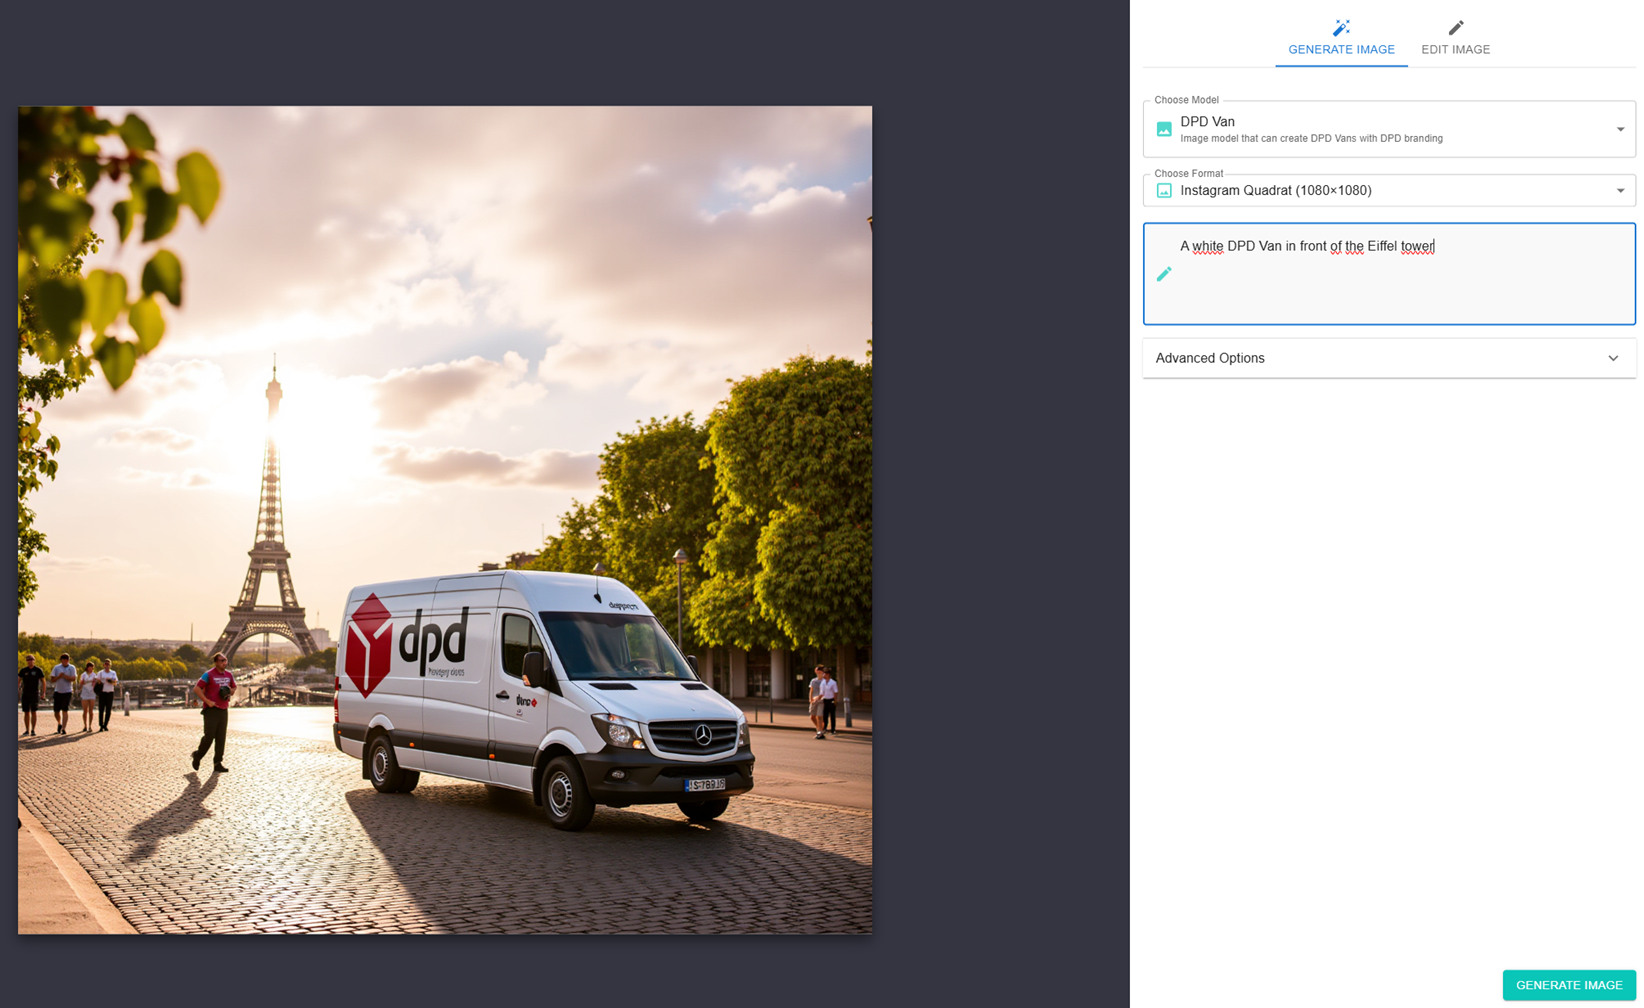 GENERATE IMAGE
EDIT IMAGE
Choose Model
DPD Van
Image model that can create DPD Vans with DPD branding
Choose Format
Instagram Quadrat (1080×1080)
A white DPD Van in front of the Eiffel tower
Advanced Options
dpd
GENERATE IMAGE